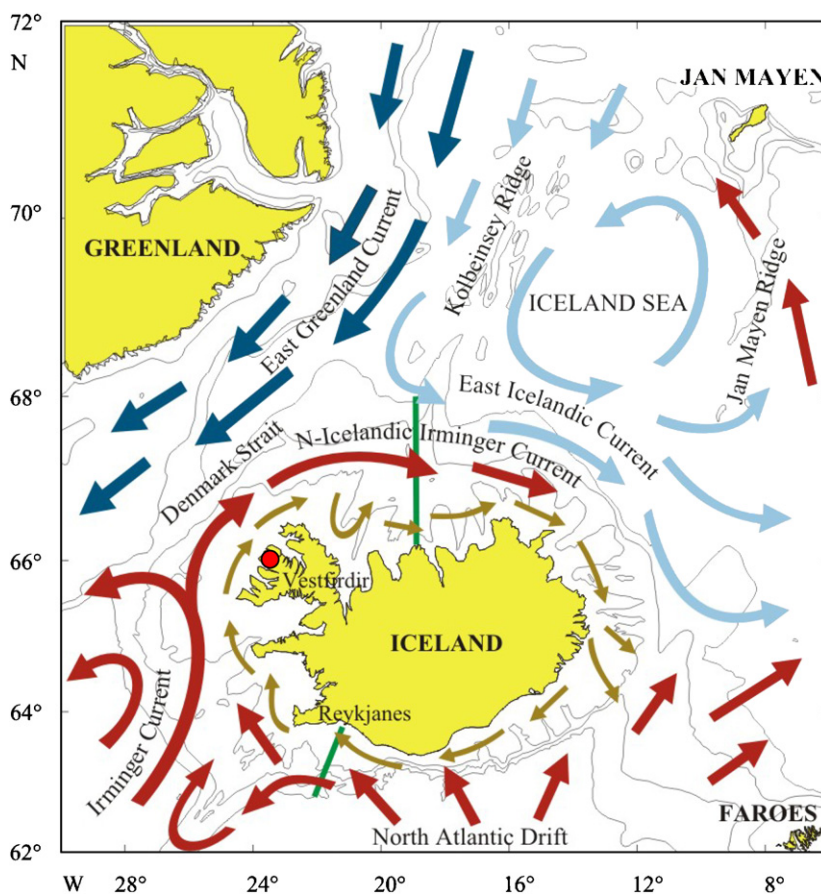 72°
N
JAN MAYEN
70°
GREENLAND
East Greenland Current
Kolbeinsey Ridge
ICELAND SEA
Jan Mayen Ridge
68°
East Icelandic Current
N-Icelandic Irminger Current
Denmark Strait
66°
Vestfirdir
ICELAND
64°
Reykjanes
Irminger Current
North Atlantic Drift
FAROES
62°
W 28° 24° 20° 16° 12° 8°